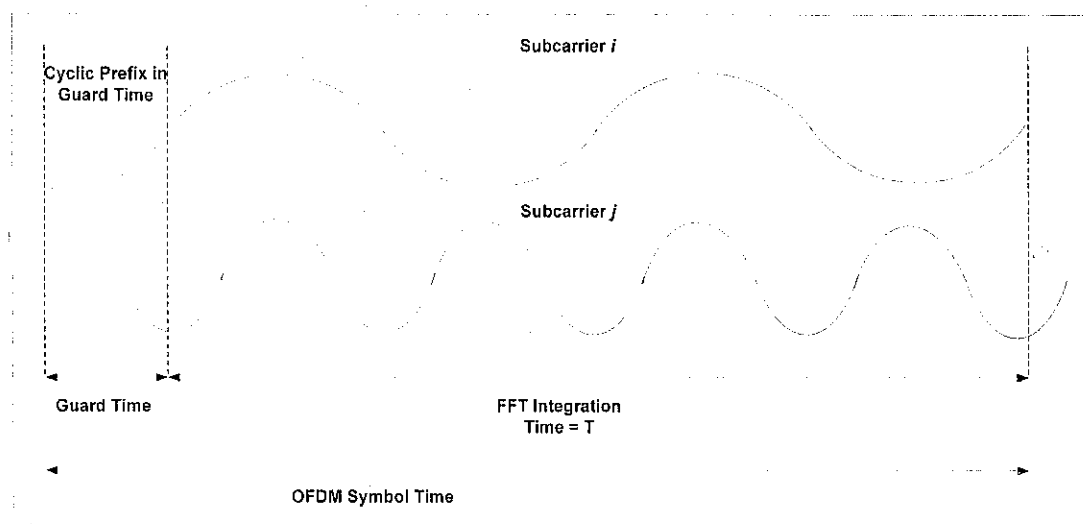 Subcarrier i
Cyclic Prefix in
Guard Time
Subcarrier j
Guard Time
FFT Integration
Time = T
OFDM Symbol Time